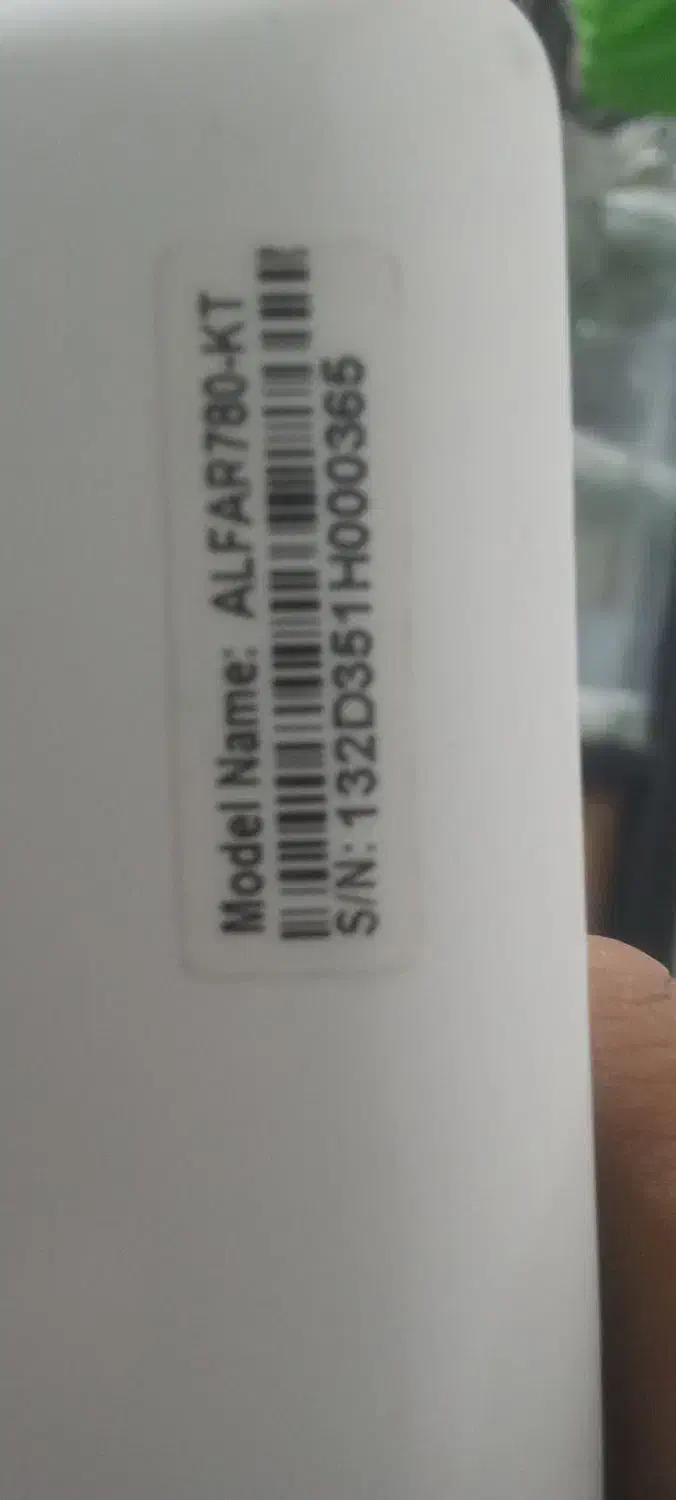 Model Name: ALFAR780-KT
S/N: 132D351H000365